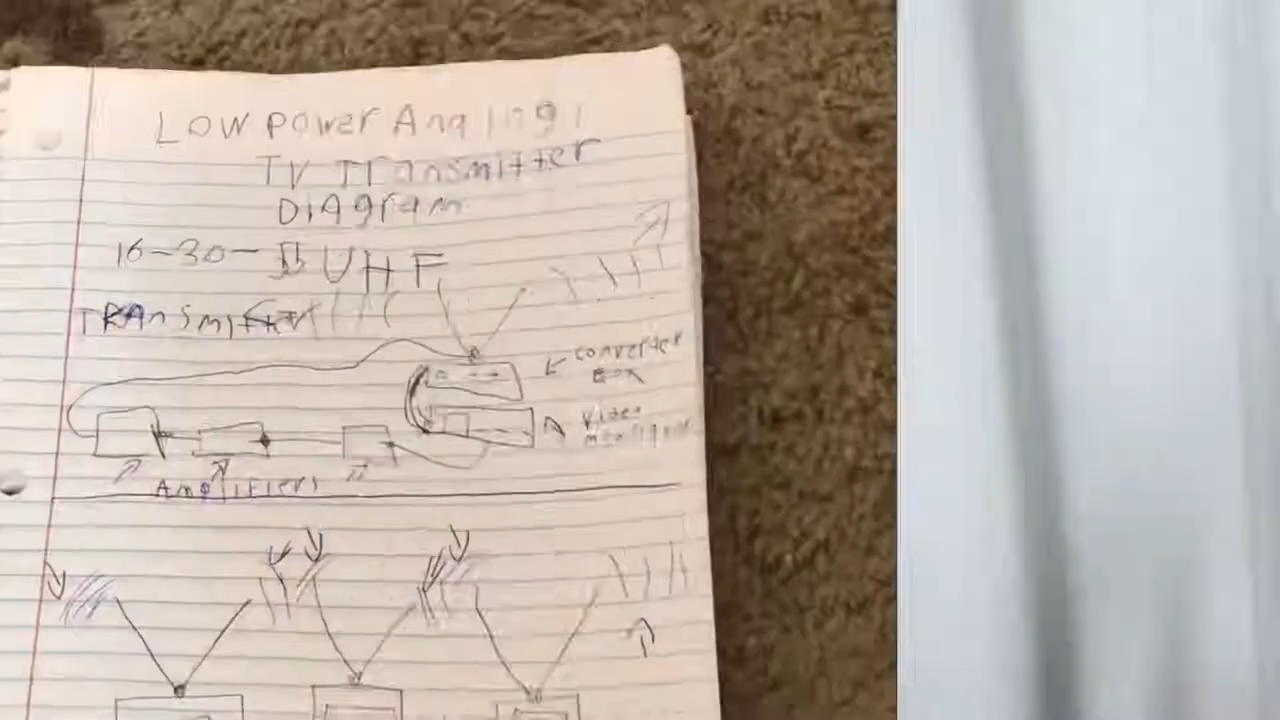 LOW POWER Analog
TV TRansmitter
DIAgram
16-30- UHF
TRAnsmitter
converter
BOX
Video
Amplifiers